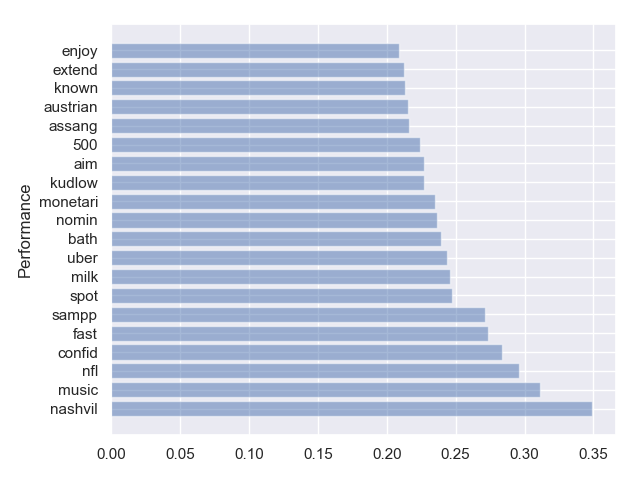 enjoy
extend
known
austrian
assang
500
aim
kudlow
monetari
nomin
bath
uber
milk
spot
sampp
fast
confid
nfl
music
nashvil
Performance
0.00 0.05 0.10 0.15 0.20 0.25 0.30 0.35